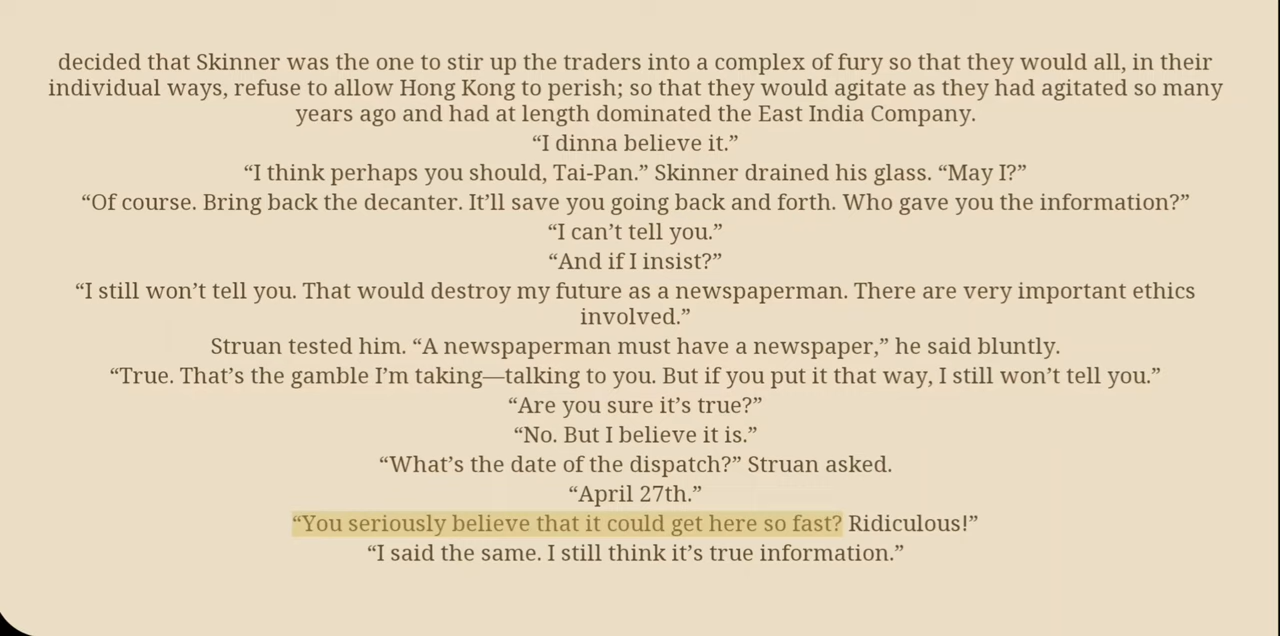 decided that Skinner was the one to stir up the traders into a complex of fury so that they would all, in their
individual ways, refuse to allow Hong Kong to perish; so that they would agitate as they had agitated so many
years ago and had at length dominated the East India Company.
“I dinna believe it.”
“I think perhaps you should, Tai-Pan.” Skinner drained his glass. “May I?”
“Of course. Bring back the decanter. It’ll save you going back and forth. Who gave you the information?”
“I can’t tell you.”
“And if I insist?”
“I still won’t tell you. That would destroy my future as a newspaperman. There are very important ethics
involved.”
Struan tested him. “A newspaperman must have a newspaper,” he said bluntly.
“True. That’s the gamble I’m taking—talking to you. But if you put it that way, I still won’t tell you.”
“Are you sure it’s true?”
“No. But I believe it is.”
“What’s the date of the dispatch?” Struan asked.
“April 27th.”
“You seriously believe that it could get here so fast? Ridiculous!”
“I said the same. I still think it’s true information.”